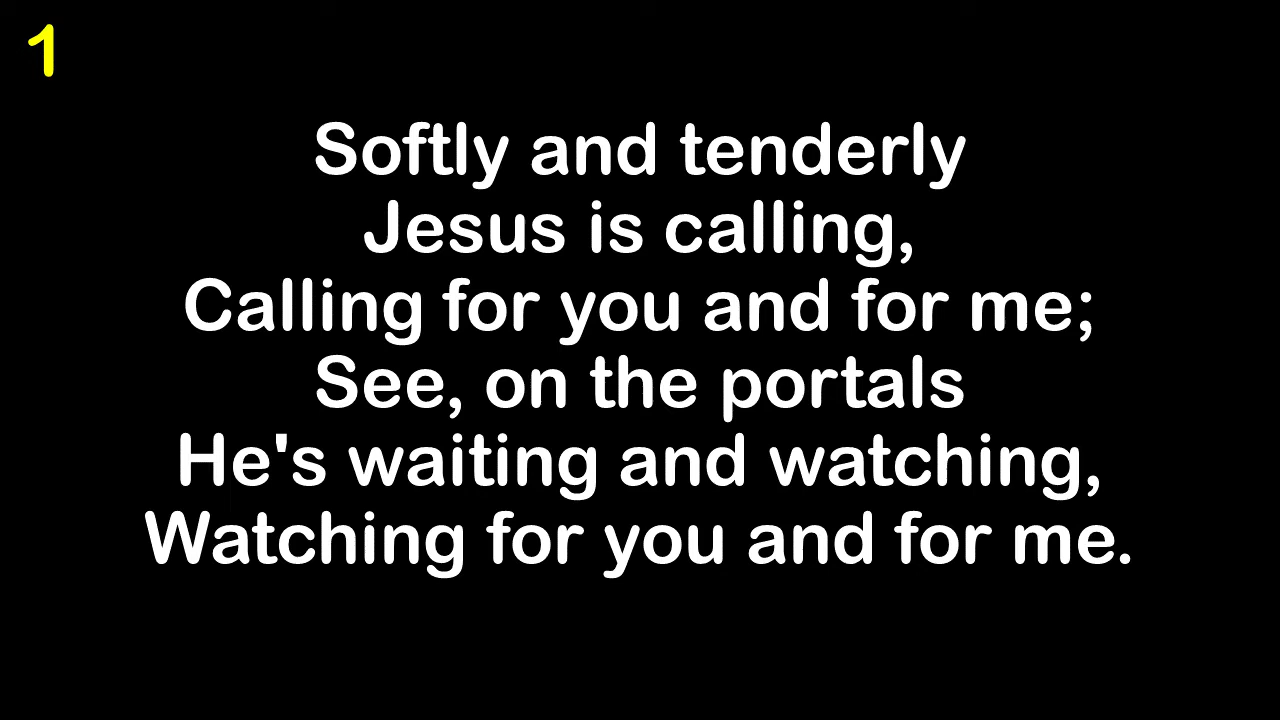 1
Softly and tenderly
Jesus is calling,
Calling for you and for me;
See, on the portals
He's waiting and watching,
Watching for you and for me.